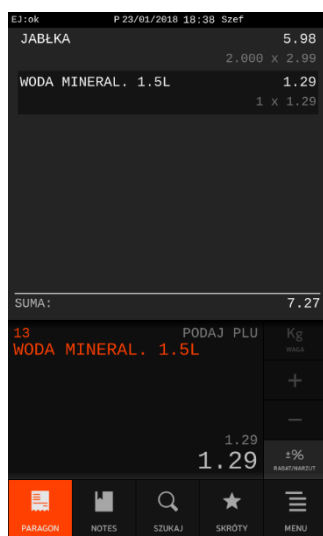 EJ:ok P 23/01/2018 18:38 Szef
JABŁKA 5.98
2.000 x 2.99
WODA MINERAL. 1.5L 1.29
1 x 1.29
SUMA: 7.27
13 PODAJ PLU
WODA MINERAL. 1.5L
1.29
1.29
Kg
WAGA
+
−
±%
RABAT/NARZUT
PARAGON NOTES SZUKAJ SKRÓTY MENU